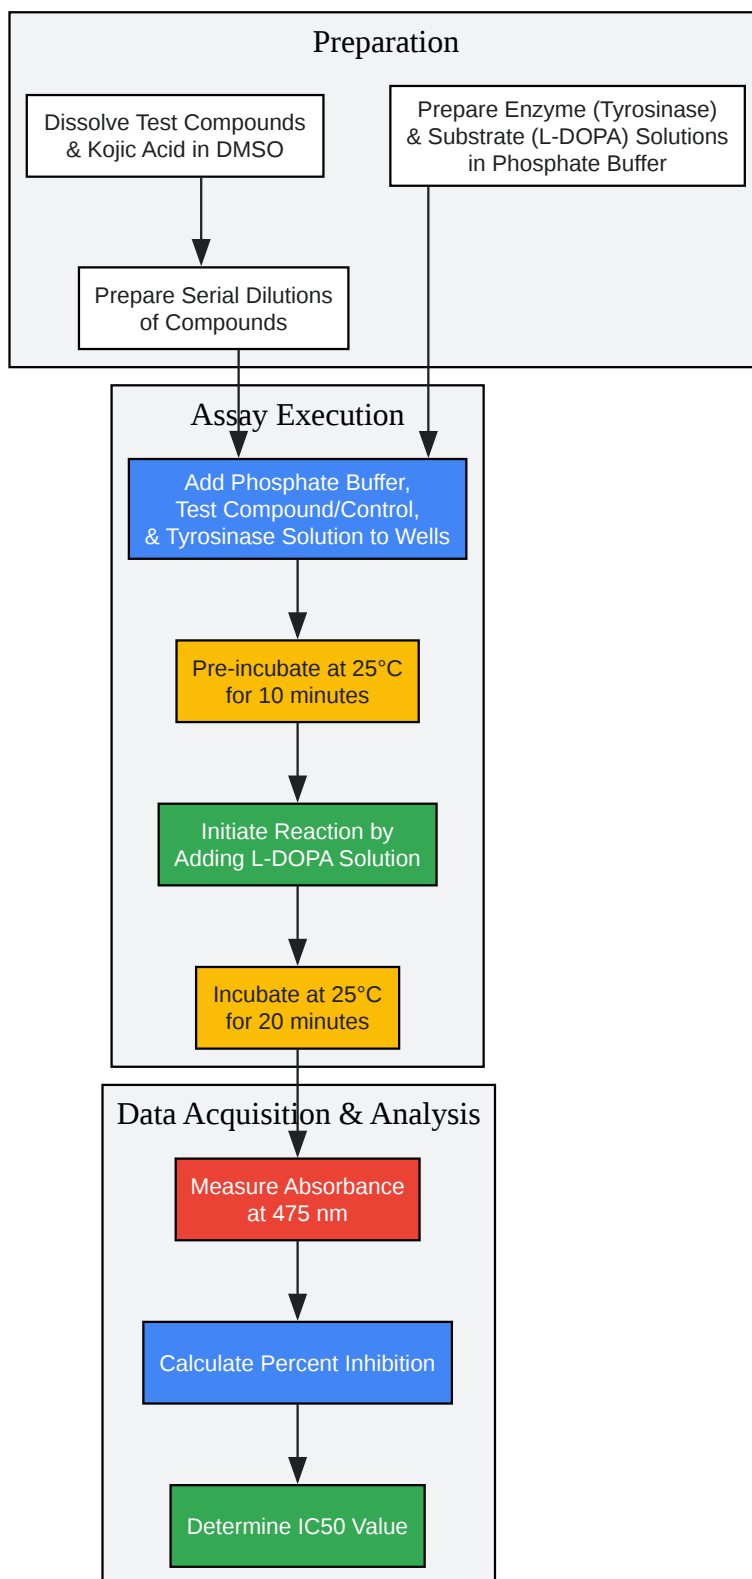 Preparation
Dissolve Test Compounds
& Kojic Acid in DMSO
Prepare Enzyme (Tyrosinase)
& Substrate (L-DOPA) Solutions
in Phosphate Buffer
Prepare Serial Dilutions
of Compounds
Assay Execution
Add Phosphate Buffer,
Test Compound/Control,
& Tyrosinase Solution to Wells
Pre-incubate at 25°C
for 10 minutes
Initiate Reaction by
Adding L-DOPA Solution
Incubate at 25°C
for 20 minutes
Data Acquisition & Analysis
Measure Absorbance
at 475 nm
Calculate Percent Inhibition
Determine IC50 Value